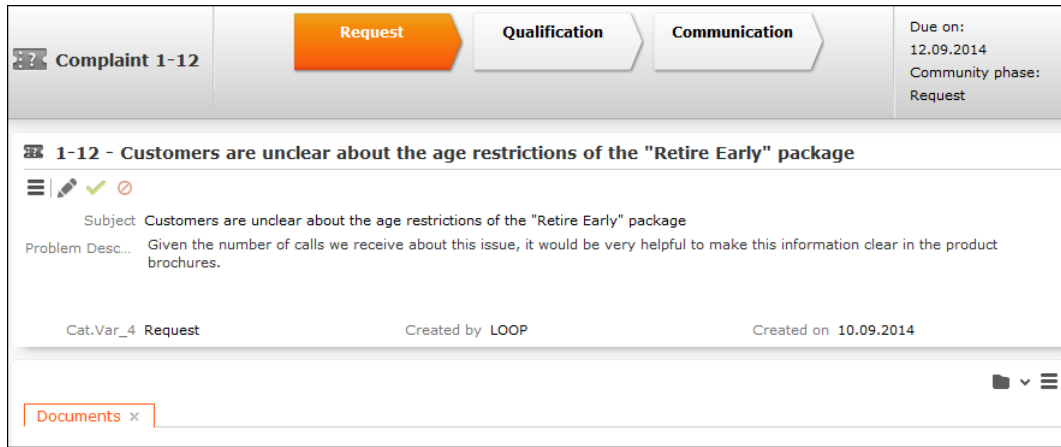 Complaint 1-12
Request
Qualification
Communication
Due on:
12.09.2014
Community phase:
Request
1-12 - Customers are unclear about the age restrictions of the "Retire Early" package
Subject Customers are unclear about the age restrictions of the "Retire Early" package
Problem Desc... Given the number of calls we receive about this issue, it would be very helpful to make this information clear in the product
brochures.
Cat.Var_4 Request Created by LOOP Created on 10.09.2014
Documents ×